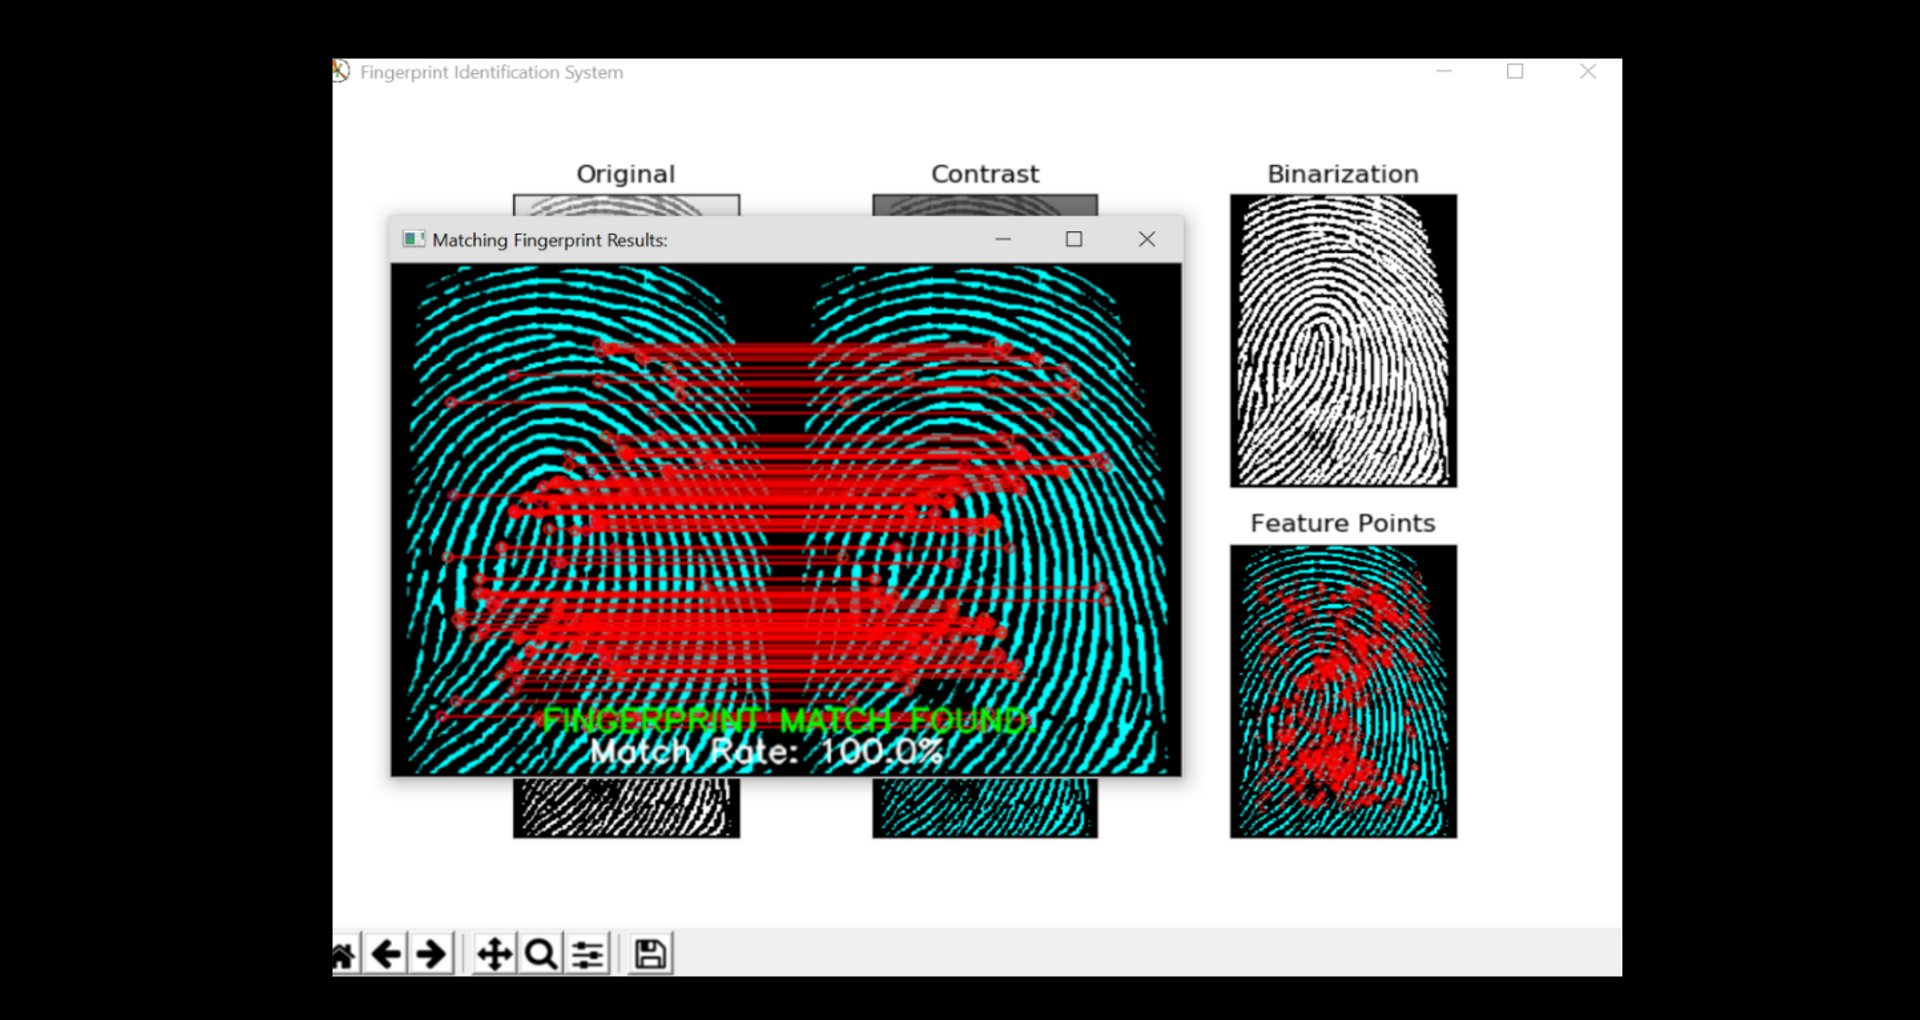 Fingerprint Identification System
Original
Contrast
Binarization
Matching Fingerprint Results:
Feature Points
FINGERPRINT MATCH FOUND!
Match Rate: 100.0%